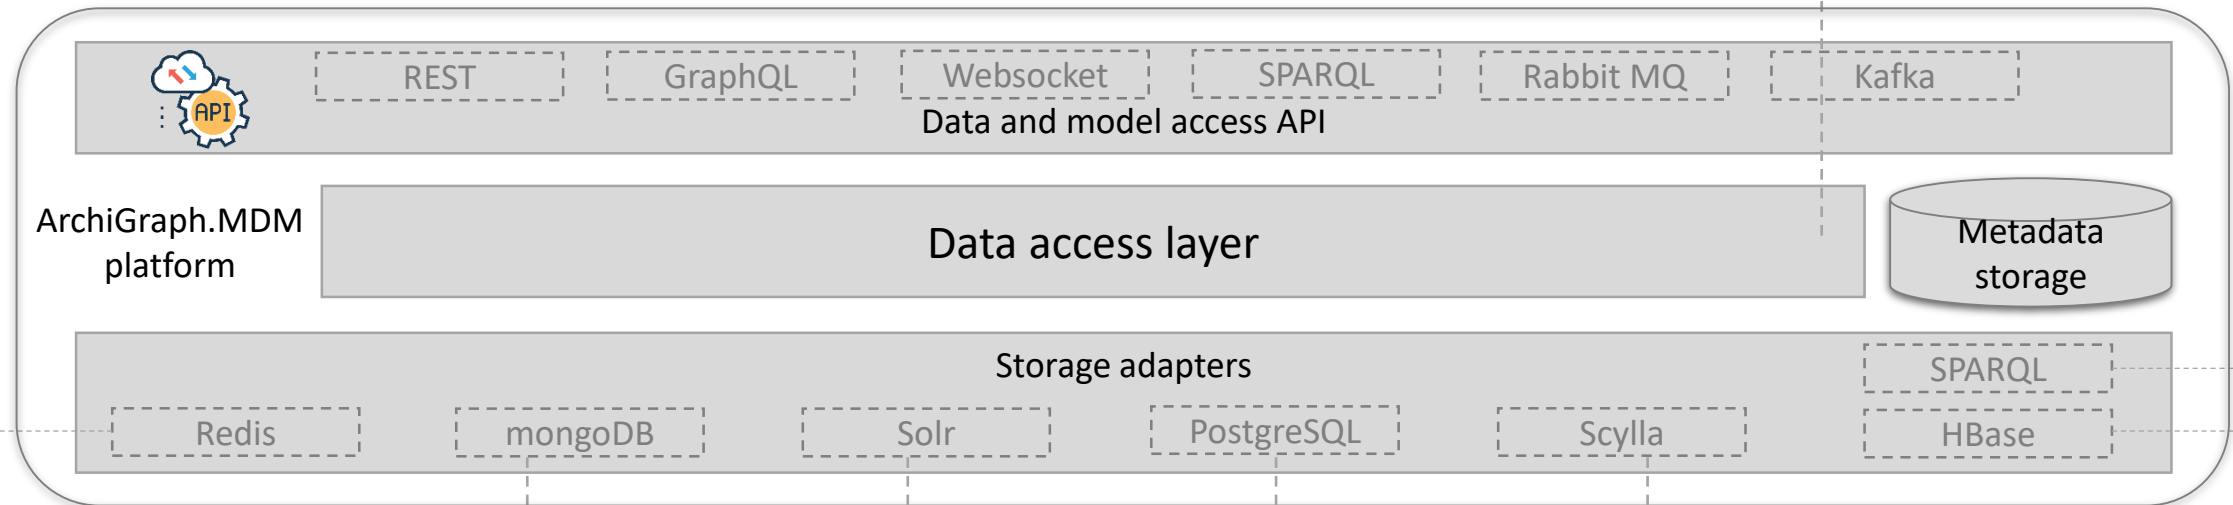 REST
GraphQL
Websocket
SPARQL
Rabbit MQ
Kafka
API
Data and model access API
ArchiGraph.MDM
platform
Data access layer
Metadata
storage
Storage adapters
SPARQL
Redis
mongoDB
Solr
PostgreSQL
Scylla
HBase